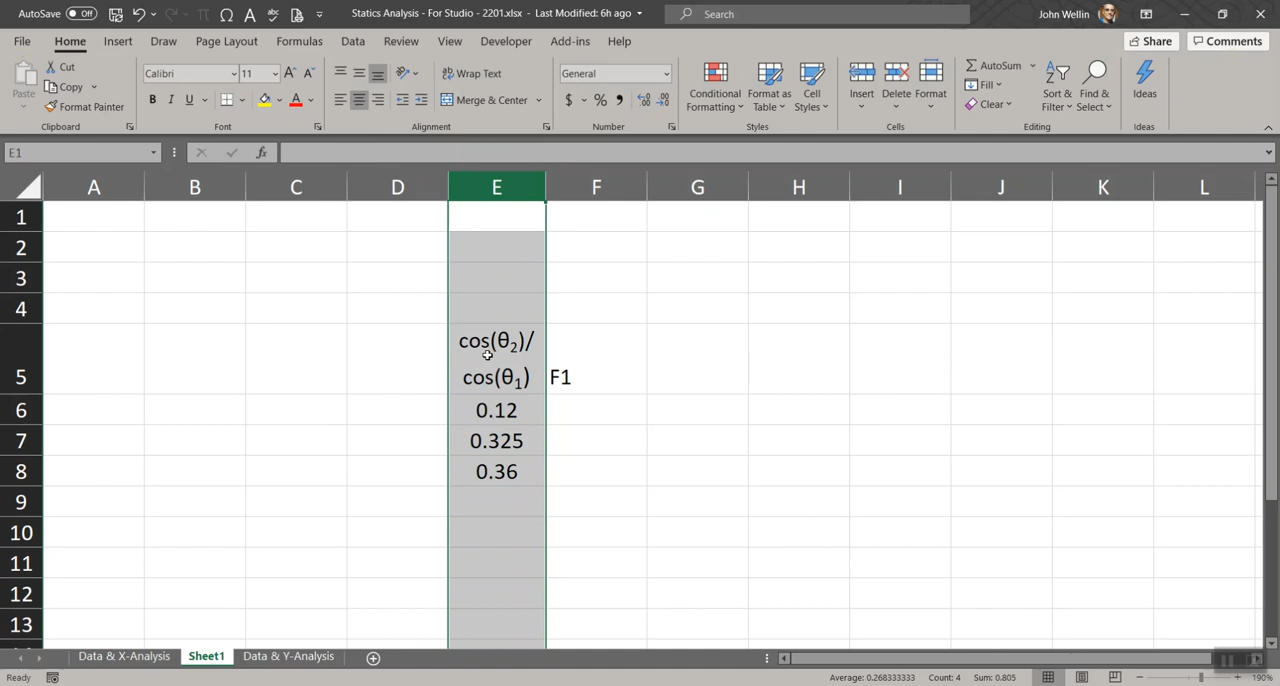 AutoSave Off
Statics Analysis - For Studio - 2201.xlsx - Last Modified: 6h ago
Search
John Wellin
File Home Insert Draw Page Layout Formulas Data Review View Developer Add-ins Help
Share Comments
Paste
Cut
Copy
Format Painter
Clipboard
Calibri 11
B I U
Font
Wrap Text
Merge & Center
Alignment
General
$ % ,
Number
Conditional Formatting
Format as Table
Cell Styles
Styles
Insert Delete Format
Cells
AutoSum
Fill
Clear
Sort & Filter
Find & Select
Editing
Ideas
Ideas
E1
fx
A B C D E F G H I J K L
1
2
3
4
cos(θ₂)/
5 cos(θ₁) F1
6 0.12
7 0.325
8 0.36
9
10
11
12
13
Data & X-Analysis Sheet1 Data & Y-Analysis
Ready
Average: 0.268333333 Count: 4 Sum: 0.805
190%